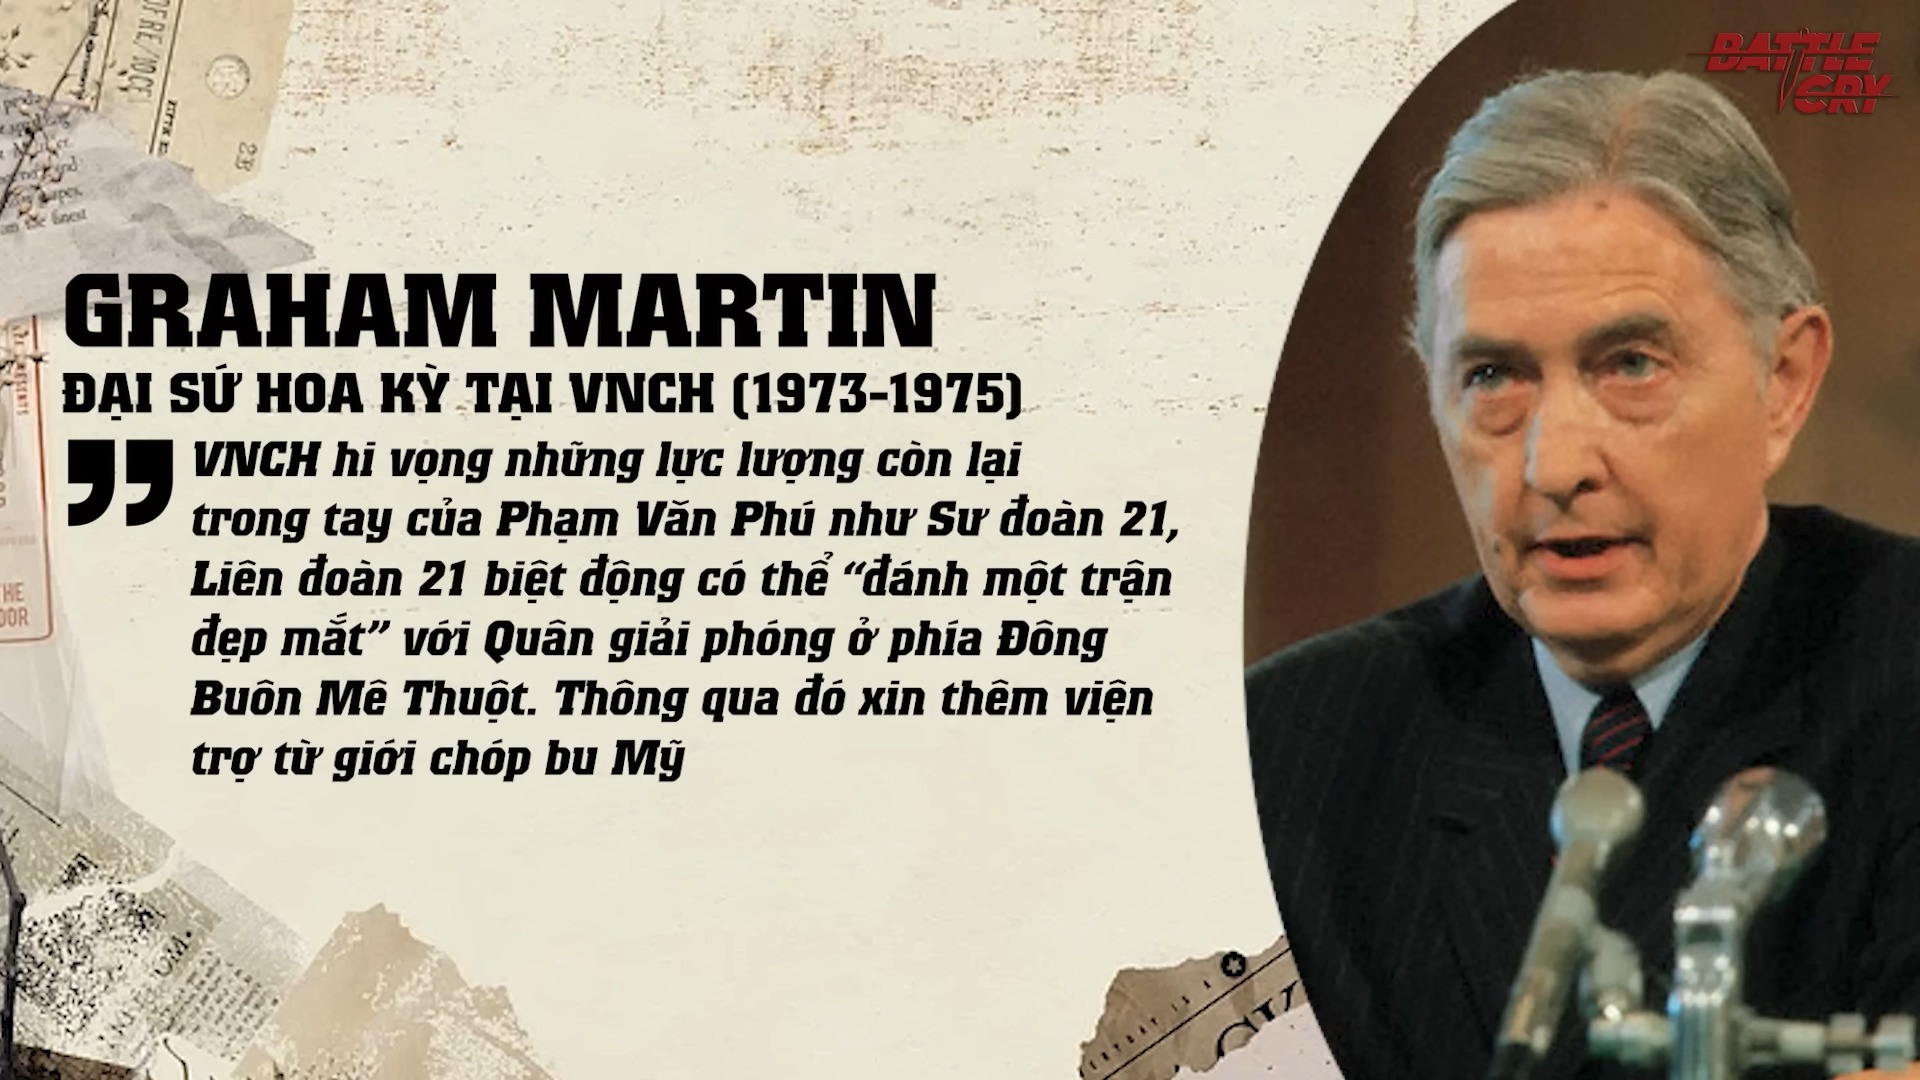 BATTLE
CRY
GRAHAM MARTIN
ĐẠI SỨ HOA KỲ TẠI VNCH (1973-1975)
” VNCH hi vọng những lực lượng còn lại
trong tay của Phạm Văn Phú như Sư đoàn 21,
Liên đoàn 21 biệt động có thể “đánh một trận
đẹp mắt” với Quân giải phóng ở phía Đông
Buôn Mê Thuột. Thông qua đó xin thêm viện
trợ từ giới chóp bu Mỹ